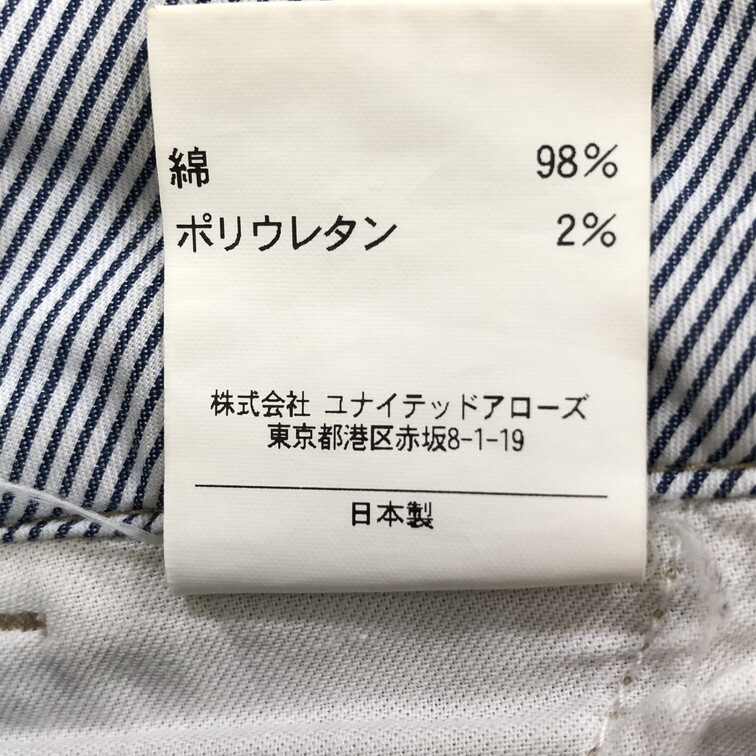 綿 98%
ポリウレタン 2%
株式会社 ユナイテッドアローズ
東京都港区赤坂8-1-19
日本製